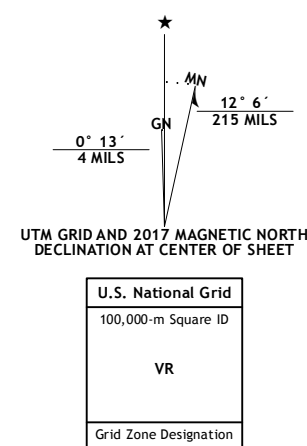 MN
GN
12° 6´
215 MILS
0° 13´
4 MILS
UTM GRID AND 2017 MAGNETIC NORTH
DECLINATION AT CENTER OF SHEET
U.S. National Grid
100,000-m Square ID
VR
Grid Zone Designation